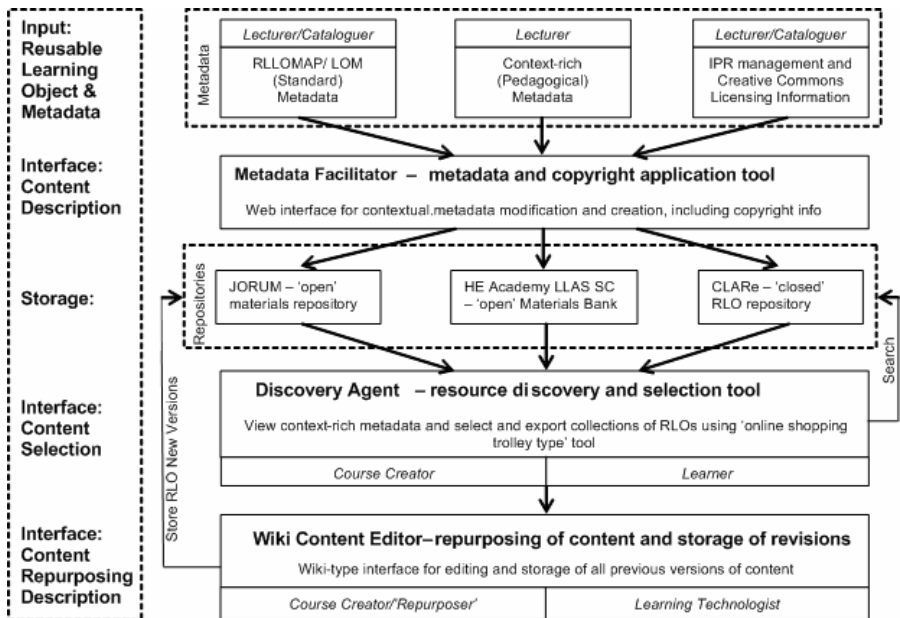 Input:
Reusable
Learning
Object &
Metadata
Metadata
Lecturer/Cataloguer
RLLOMAP/ LOM
(Standard)
Metadata
Lecturer
Context-rich
(Pedagogical)
Metadata
Lecturer/Cataloguer
IPR management and
Creative Commons
Licensing Information
Interface:
Content
Description
Metadata Facilitator – metadata and copyright application tool
Web interface for contextual.metadata modification and creation, including copyright info
Storage:
Repositories
JORUM – ‘open’
materials repository
HE Academy LLAS SC
– ‘open’ Materials Bank
CLARe – ‘closed’
RLO repository
Search
Interface:
Content
Selection
Discovery Agent – resource discovery and selection tool
View context-rich metadata and select and export collections of RLOs using ‘online shopping
trolley type’ tool
Course Creator
Learner
Store RLO New Versions
Interface:
Content
Repurposing
Description
Wiki Content Editor–repurposing of content and storage of revisions
Wiki-type interface for editing and storage of all previous versions of content
Course Creator/'Repurposer'
Learning Technologist